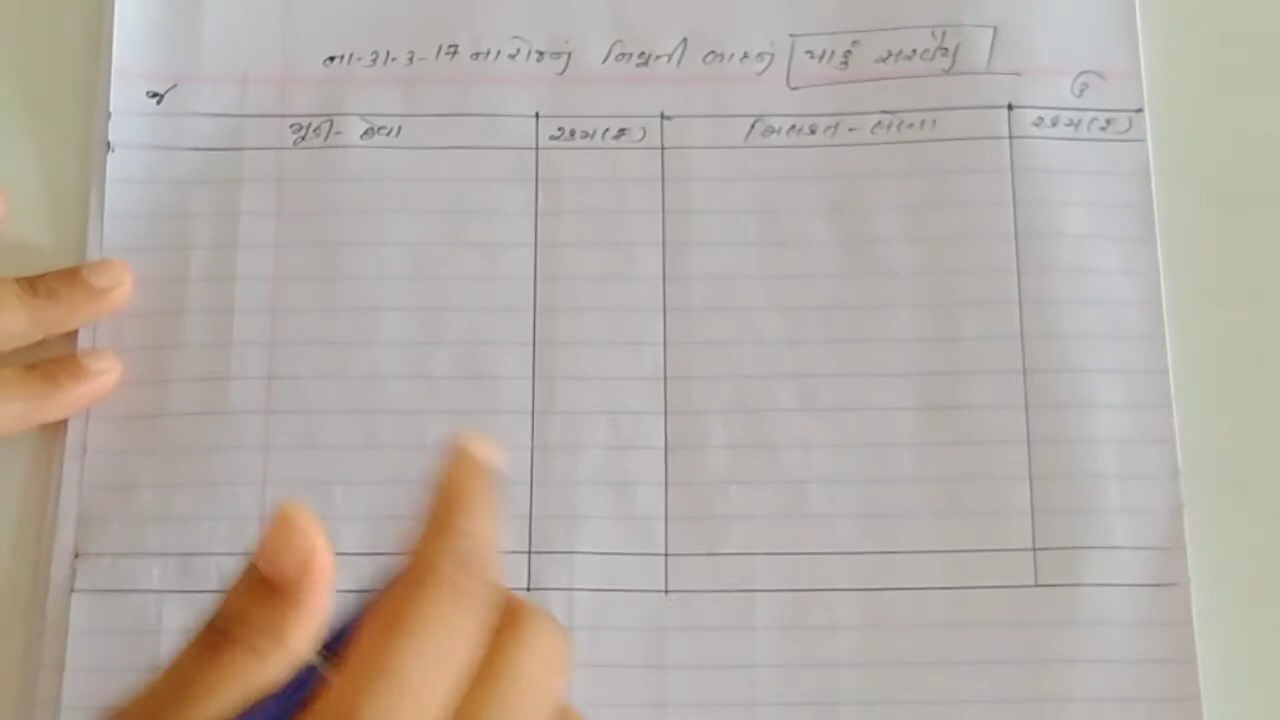 તા. 31-3-17 ના રોજનું નિધીની બાકીનું પાકું સરવૈયું
જ ઉ
મૂડી - દેવા રકમ (₹) મિલકત - લેણા રકમ (₹)